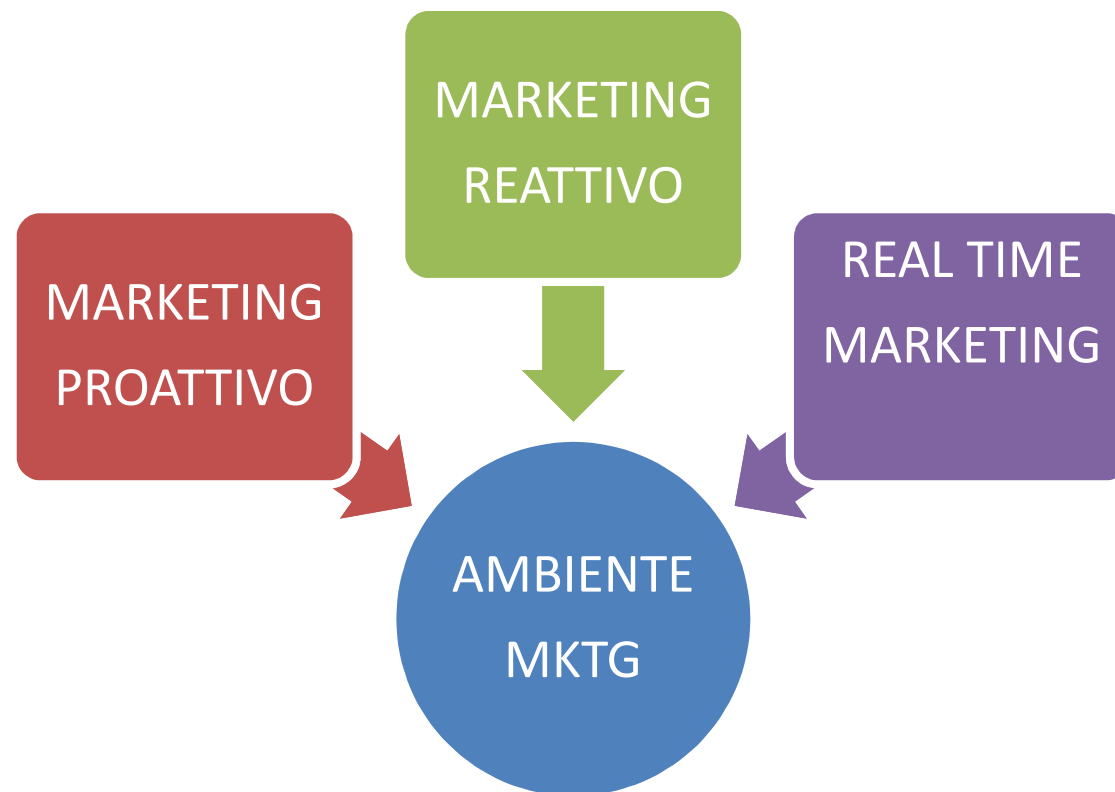 MARKETING
REATTIVO
MARKETING
PROATTIVO
REAL TIME
MARKETING
AMBIENTE
MKTG